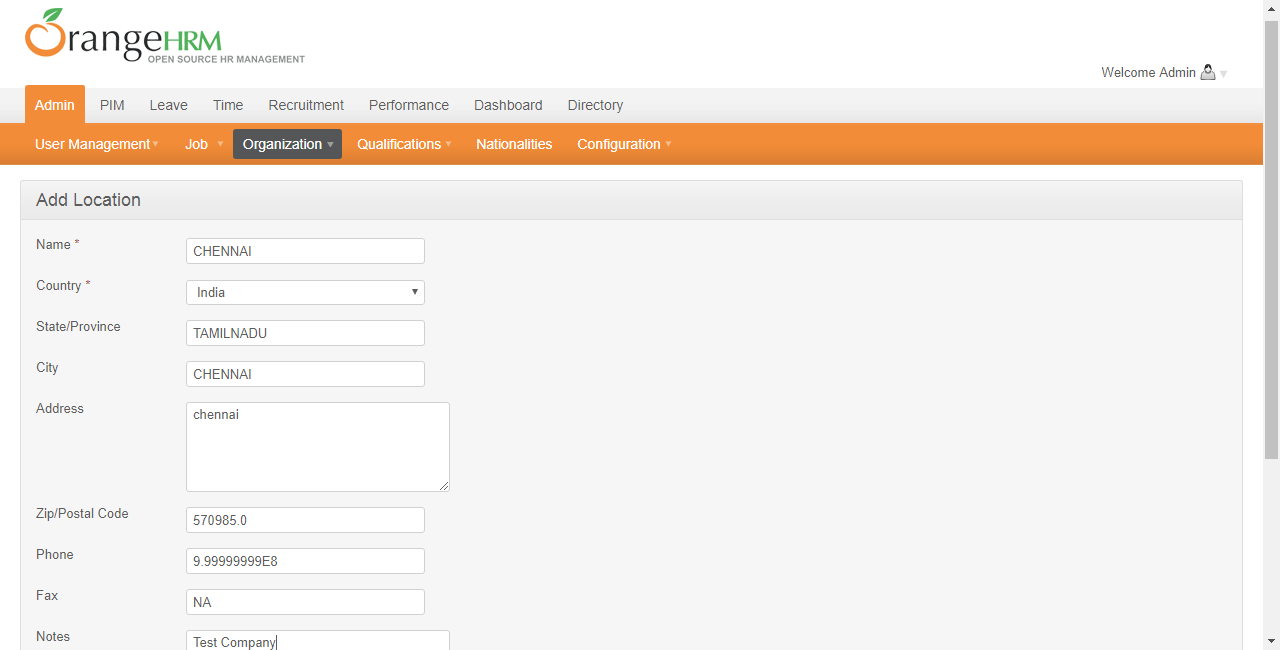 OrangeHRM
OPEN SOURCE HR MANAGEMENT
Welcome Admin
Admin PIM Leave Time Recruitment Performance Dashboard Directory
User Management Job Organization Qualifications Nationalities Configuration
Add Location
Name * CHENNAI
Country * India
State/Province TAMILNADU
City CHENNAI
Address chennai
Zip/Postal Code 570985.0
Phone 9.99999999E8
Fax NA
Notes Test Company